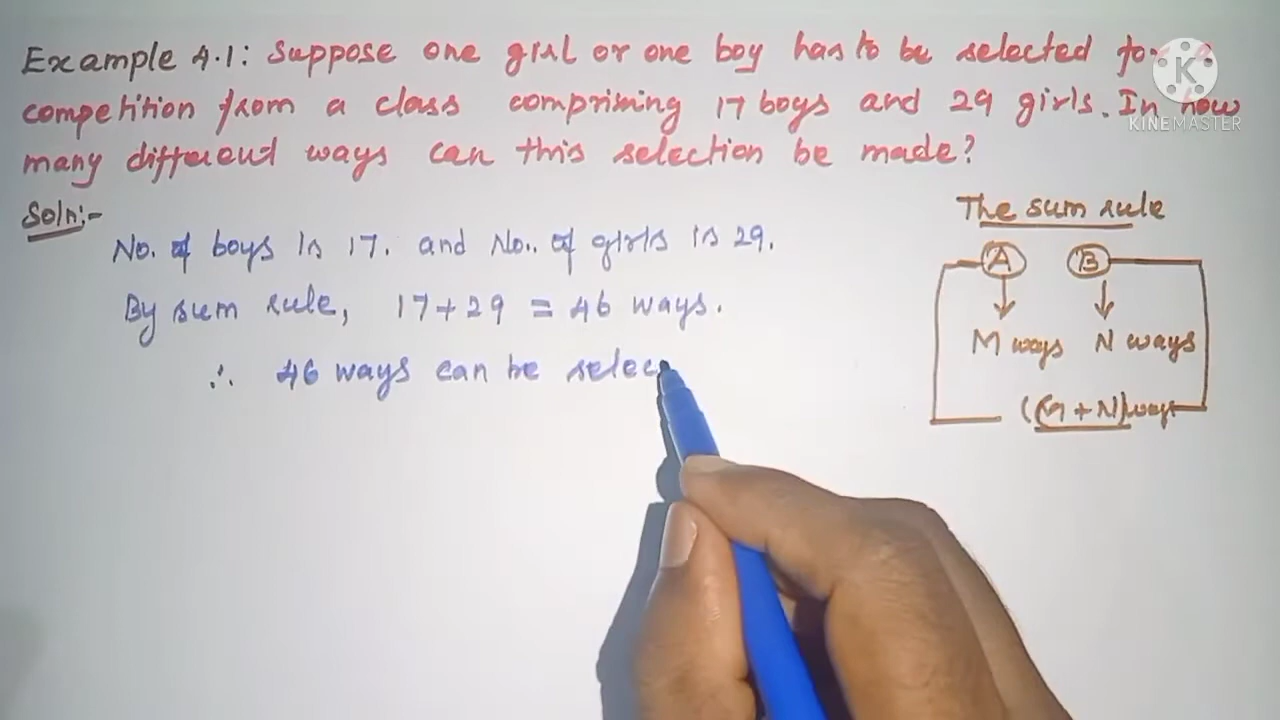 Example 4.1: Suppose one girl or one boy has to be selected for
competition from a class comprising 17 boys and 29 girls. In how
many different ways can this selection be made?
Soln:-
No. of boys is 17. and No.. of girls is 29.
By sum rule, 17+29 = 46 ways.
∴ 46 ways can be selec
The sum rule
A B
M ways N ways
(M + N) ways
K
KINEMASTER